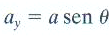 a_y = a sen θ